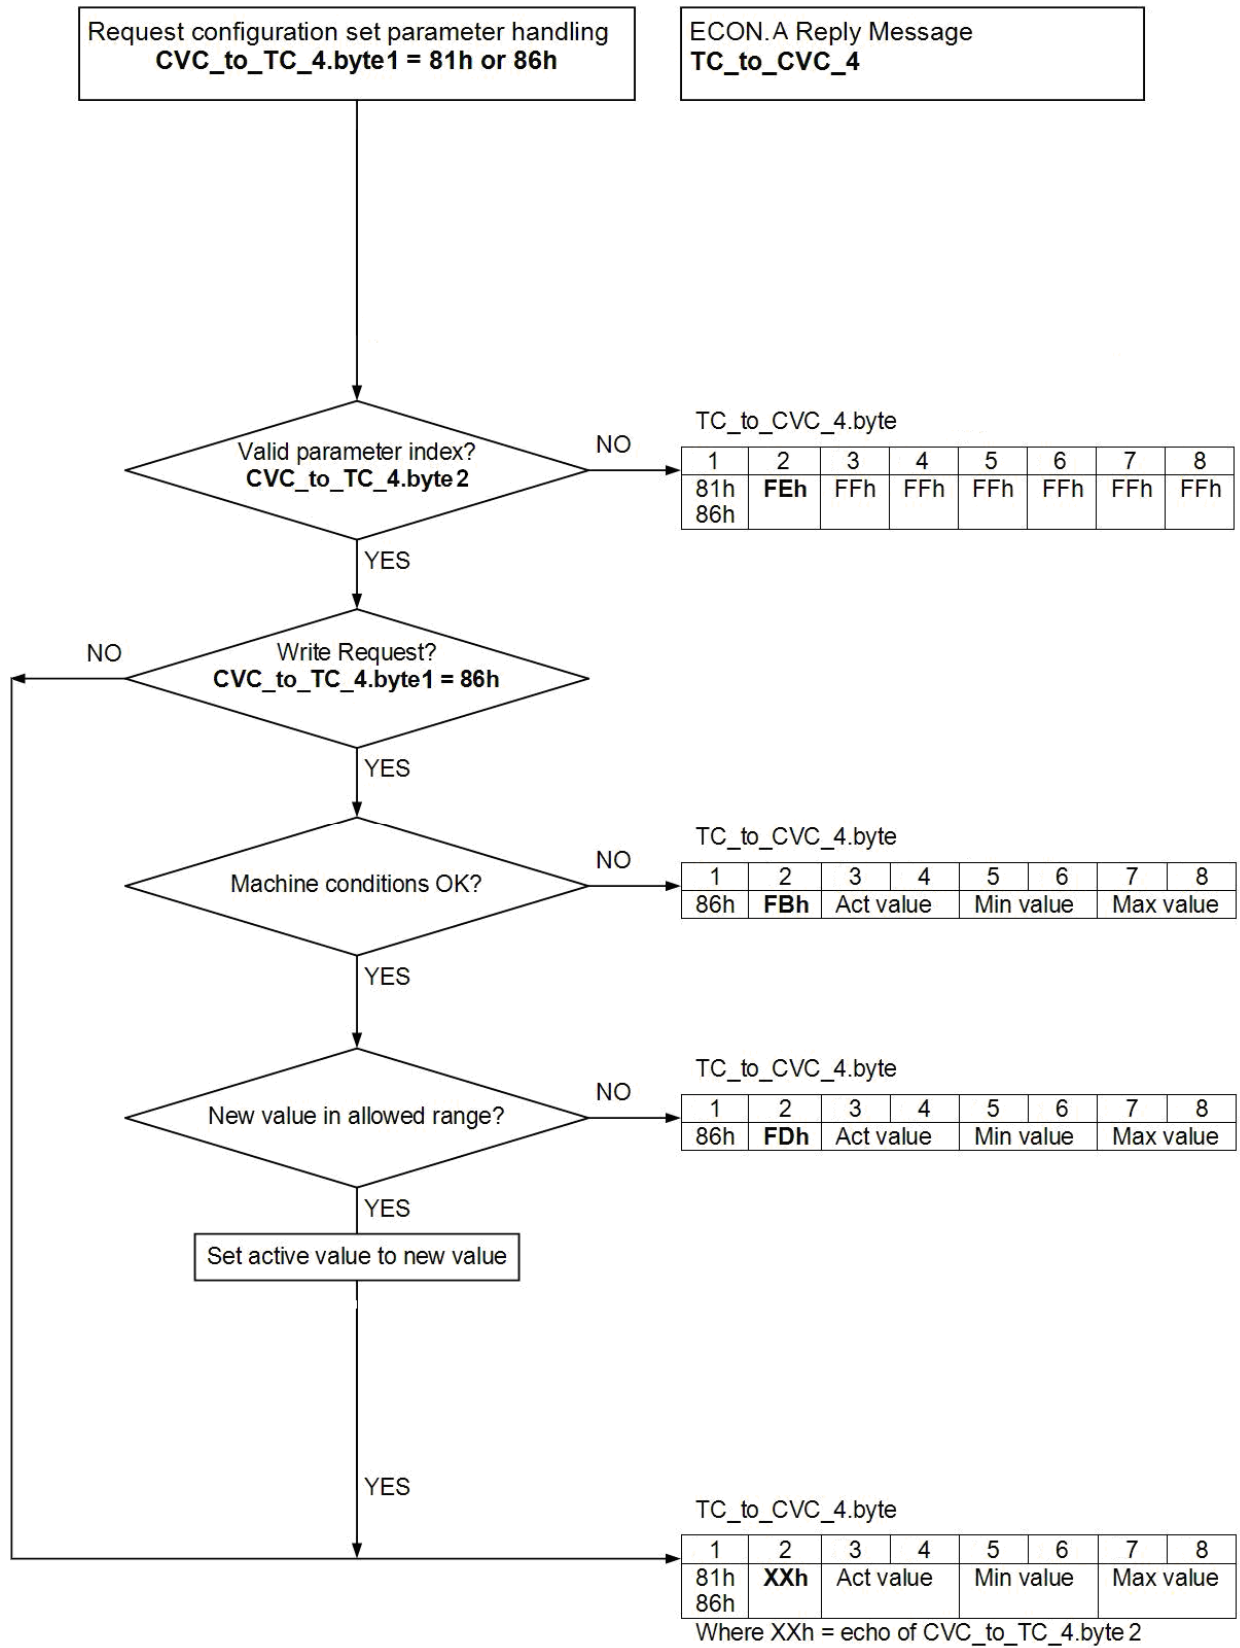 Request configuration set parameter handling
CVC_to_TC_4.byte1 = 81h or 86h
ECON.A Reply Message
TC_to_CVC_4
Valid parameter index?
CVC_to_TC_4.byte 2
NO
TC_to_CVC_4.byte
1 2 3 4 5 6 7 8
81h FEh FFh FFh FFh FFh FFh FFh
86h
YES
NO
Write Request?
CVC_to_TC_4.byte1 = 86h
YES
Machine conditions OK?
NO
TC_to_CVC_4.byte
1 2 3 4 5 6 7 8
86h FBh Act value Min value Max value
YES
New value in allowed range?
NO
TC_to_CVC_4.byte
1 2 3 4 5 6 7 8
86h FDh Act value Min value Max value
YES
Set active value to new value
YES
TC_to_CVC_4.byte
1 2 3 4 5 6 7 8
81h XXh Act value Min value Max value
86h
Where XXh = echo of CVC_to_TC_4.byte 2